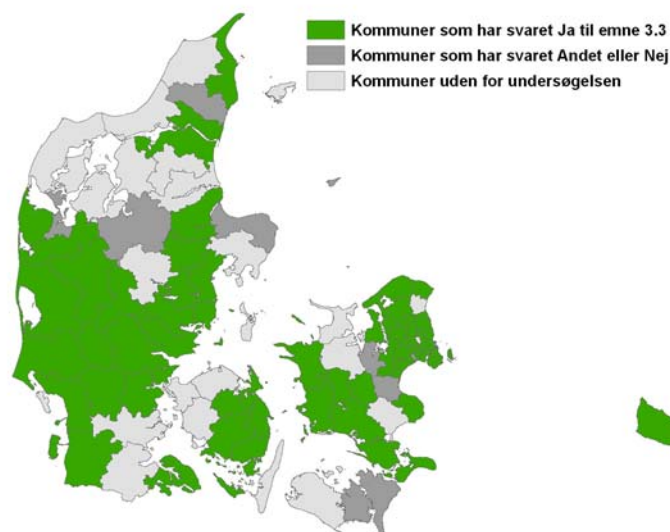 Kommuner som har svaret Ja til emne 3.3
Kommuner som har svaret Andet eller Nej
Kommuner uden for undersøgelsen